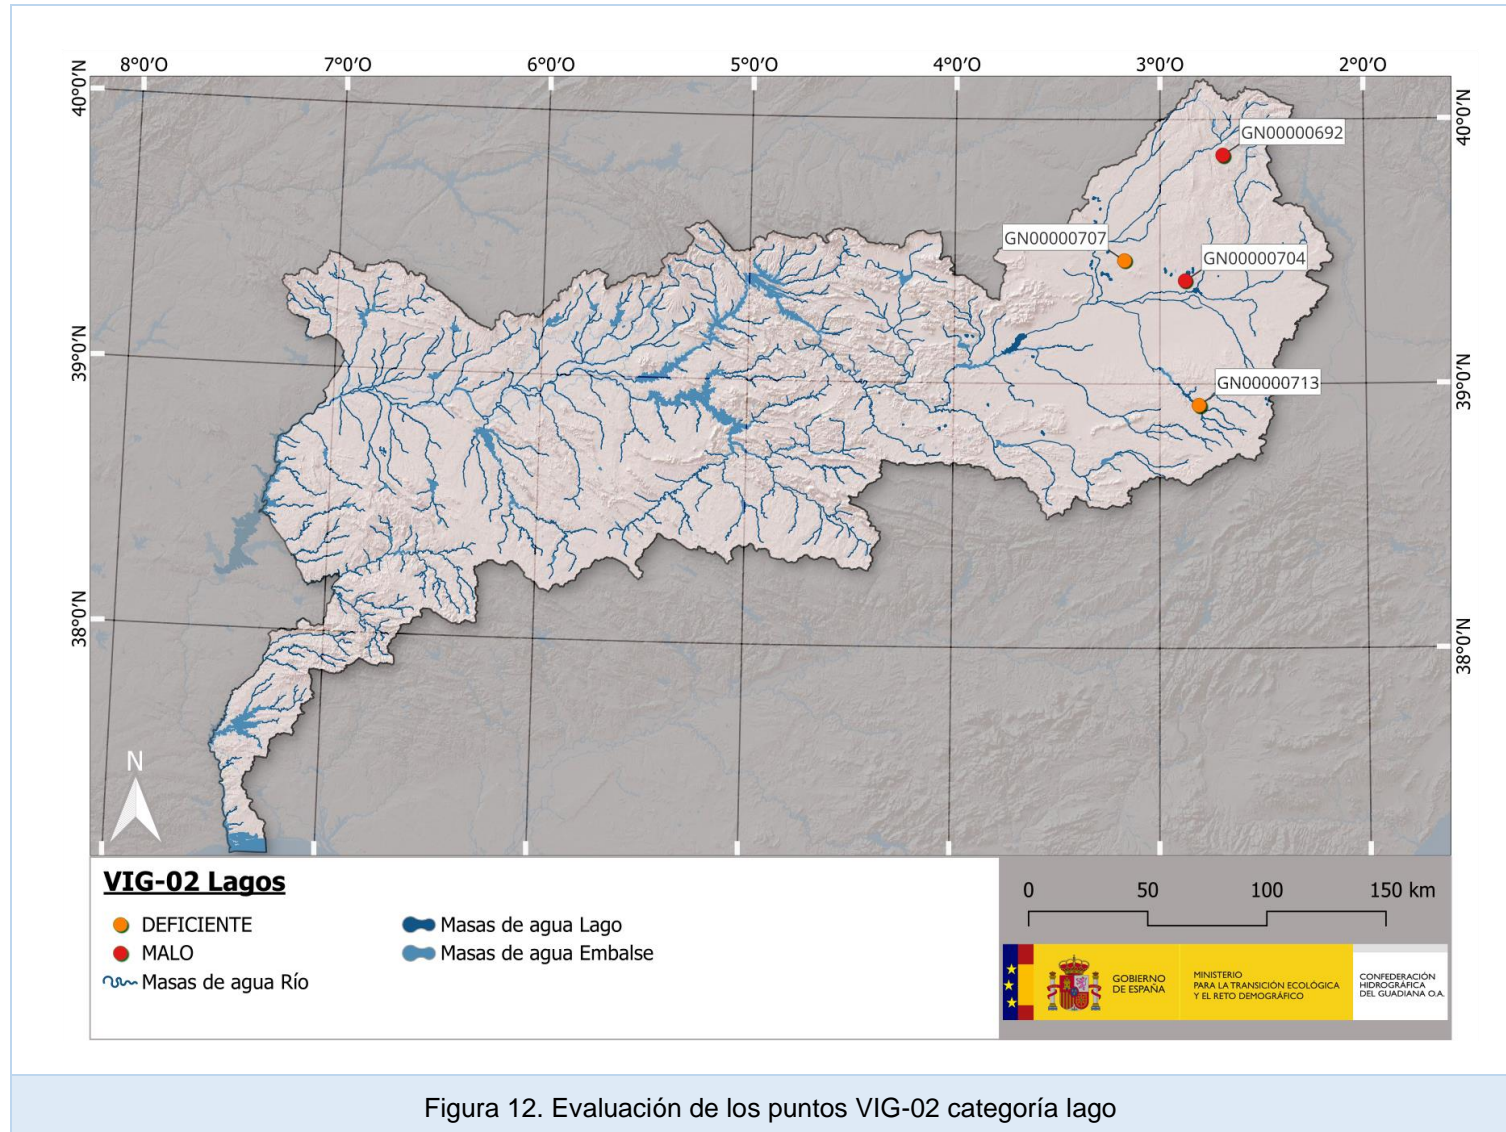 8°0'O 7°0'O 6°0'O 5°0'O 4°0'O 3°0'O 2°0'O
40°0'N
40°0'N
GN00000692
GN00000707
GN00000704
39°0'N
39°0'N
GN00000713
38°0'N
38°0'N
N
VIG-02 Lagos
DEFICIENTE
MALO
Masas de agua Río
Masas de agua Lago
Masas de agua Embalse
0 50 100 150 km
GOBIERNO
DE ESPAÑA
MINISTERIO
PARA LA TRANSICIÓN ECOLÓGICA
Y EL RETO DEMOGRÁFICO
CONFEDERACIÓN
HIDROGRÁFICA
DEL GUADIANA O.A.
Figura 12. Evaluación de los puntos VIG-02 categoría lago